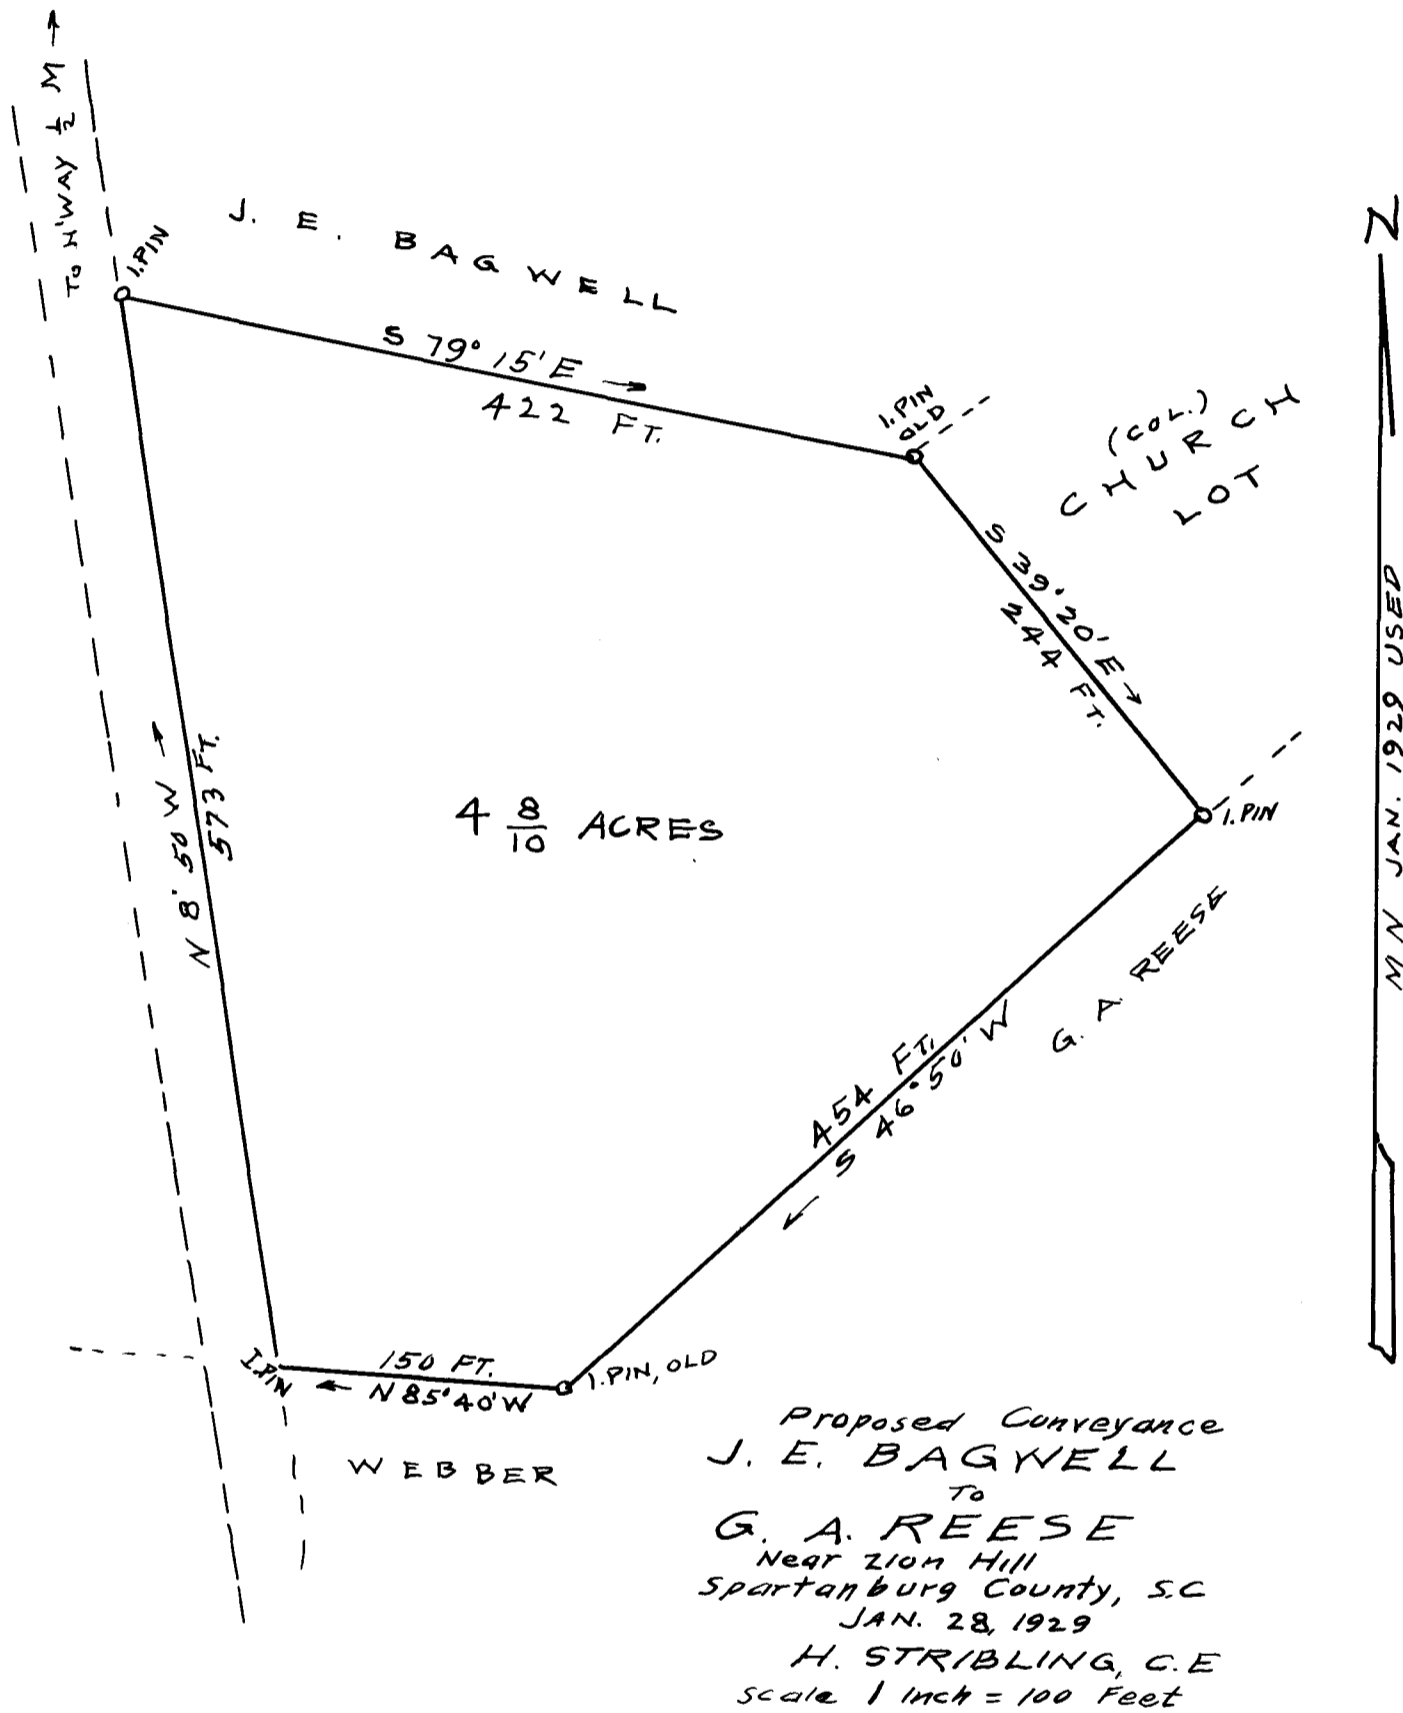 TO H'WAY ½ M →
I.PIN
J. E. BAGWELL
S 79° 15' E →
422 FT.
I.PIN
OLD
(COL.)
CHURCH
LOT
S 39° 20' E →
244 FT.
I.PIN
N
M N JAN. 1929 USED
N 8° 50 W →
573 FT.
4 8/10 ACRES
G. A. REESE
454 FT.
← S 46° 50' W
150 FT.
← N 85° 40' W
I.PIN
I.PIN, OLD
WEBBER
Proposed Conveyance
J. E. BAGWELL
To
G. A. REESE
Near Zion Hill
Spartanburg County, S.C
JAN. 28, 1929
H. STRIBLING, C.E
Scale 1 Inch = 100 Feet